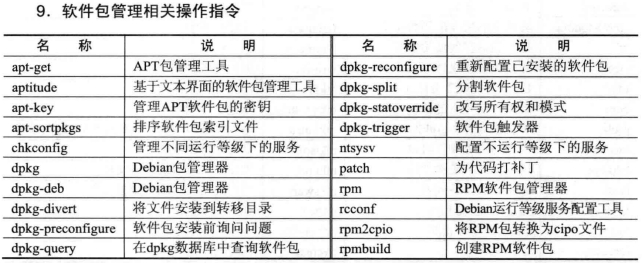 9. 软件包管理相关操作指令
名 称 说 明 名 称 说 明
apt-get APT包管理工具 dpkg-reconfigure 重新配置已安装的软件包
aptitude 基于文本界面的软件包管理工具 dpkg-split 分割软件包
apt-key 管理APT软件包的密钥 dpkg-statoverride 改写所有权和模式
apt-sortpkgs 排序软件包索引文件 dpkg-trigger 软件包触发器
chkconfig 管理不同运行等级下的服务 ntsysv 配置不运行等级下的服务
dpkg Debian包管理器 patch 为代码打补丁
dpkg-deb Debian包管理器 rpm RPM软件包管理器
dpkg-divert 将文件安装到转移目录 rcconf Debian运行等级服务配置工具
dpkg-preconfigure 软件包安装前询问问题 rpm2cpio 将RPM包转换为cipo文件
dpkg-query 在dpkg数据库中查询软件包 rpmbuild 创建RPM软件包